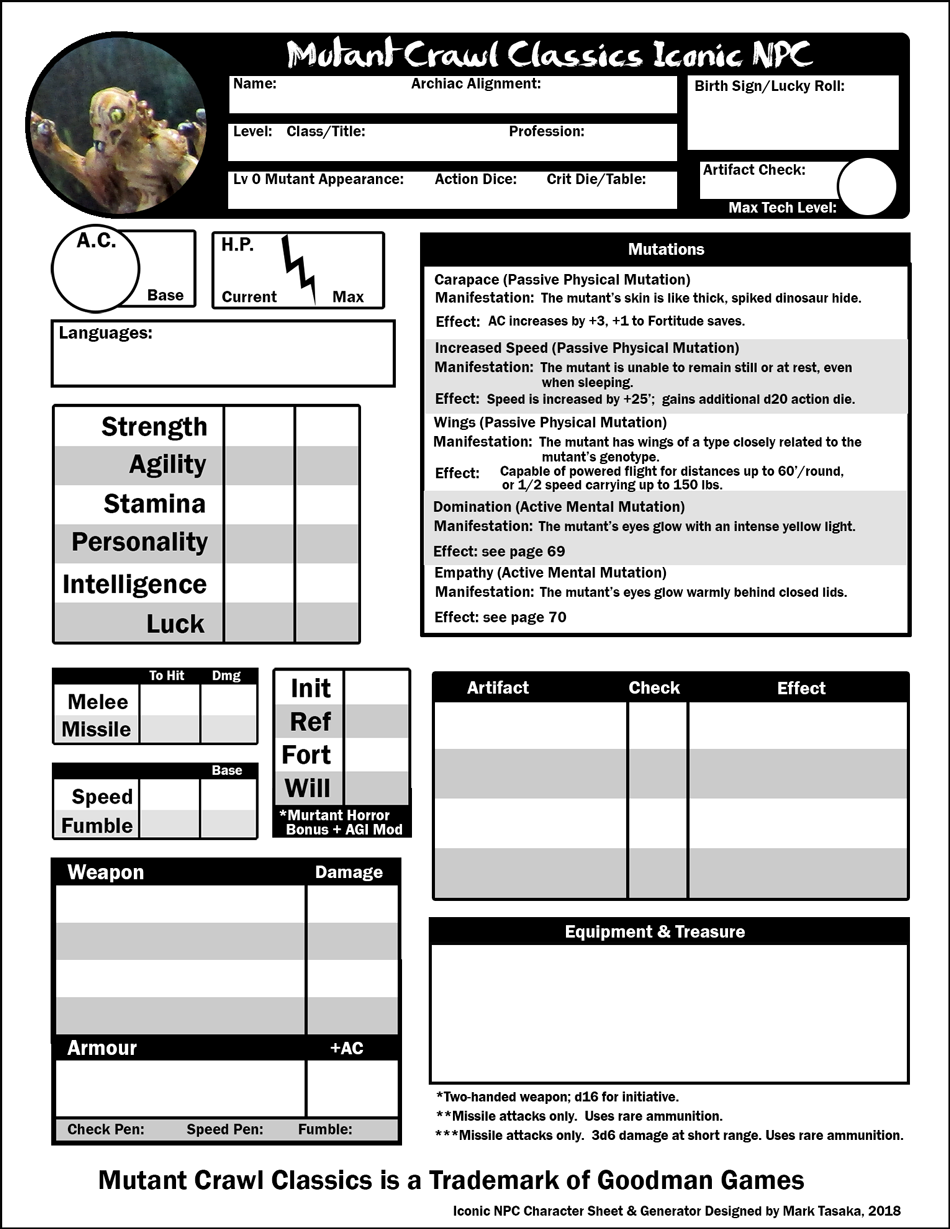 Mutant Crawl Classics Iconic NPC
Name: Archiac Alignment:
Birth Sign/Lucky Roll:
Level: Class/Title: Profession:
Lv 0 Mutant Appearance: Action Dice: Crit Die/Table:
Artifact Check:
Max Tech Level:
A.C.
Base
H.P.
Current Max
Languages:
Strength
Agility
Stamina
Personality
Intelligence
Luck
Mutations
Carapace (Passive Physical Mutation)
Manifestation: The mutant's skin is like thick, spiked dinosaur hide.
Effect: AC increases by +3, +1 to Fortitude saves.
Increased Speed (Passive Physical Mutation)
Manifestation: The mutant is unable to remain still or at rest, even
when sleeping.
Effect: Speed is increased by +25'; gains additional d20 action die.
Wings (Passive Physical Mutation)
Manifestation: The mutant has wings of a type closely related to the
mutant's genotype.
Effect: Capable of powered flight for distances up to 60'/round,
or 1/2 speed carrying up to 150 lbs.
Domination (Active Mental Mutation)
Manifestation: The mutant's eyes glow with an intense yellow light.
Effect: see page 69
Empathy (Active Mental Mutation)
Manifestation: The mutant's eyes glow warmly behind closed lids.
Effect: see page 70
To Hit Dmg
Melee
Missile
Base
Speed
Fumble
Init
Ref
Fort
Will
*Murtant Horror
Bonus + AGI Mod
Artifact Check Effect
Weapon Damage
Armour +AC
Check Pen: Speed Pen: Fumble:
Equipment & Treasure
*Two-handed weapon; d16 for initiative.
**Missile attacks only. Uses rare ammunition.
***Missile attacks only. 3d6 damage at short range. Uses rare ammunition.
Mutant Crawl Classics is a Trademark of Goodman Games
Iconic NPC Character Sheet & Generator Designed by Mark Tasaka, 2018